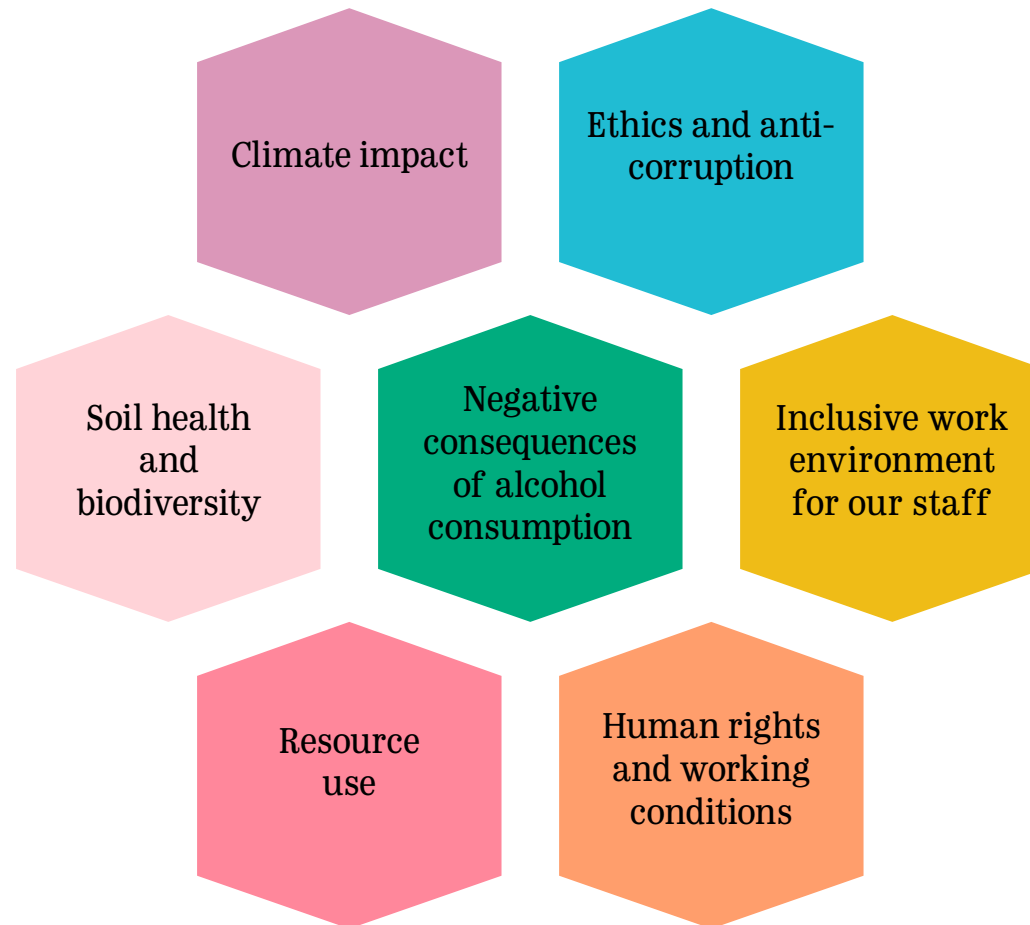 Climate impact
Ethics and anti-
corruption
Soil health
and
biodiversity
Negative
consequences
of alcohol
consumption
Inclusive work
environment
for our staff
Resource
use
Human rights
and working
conditions